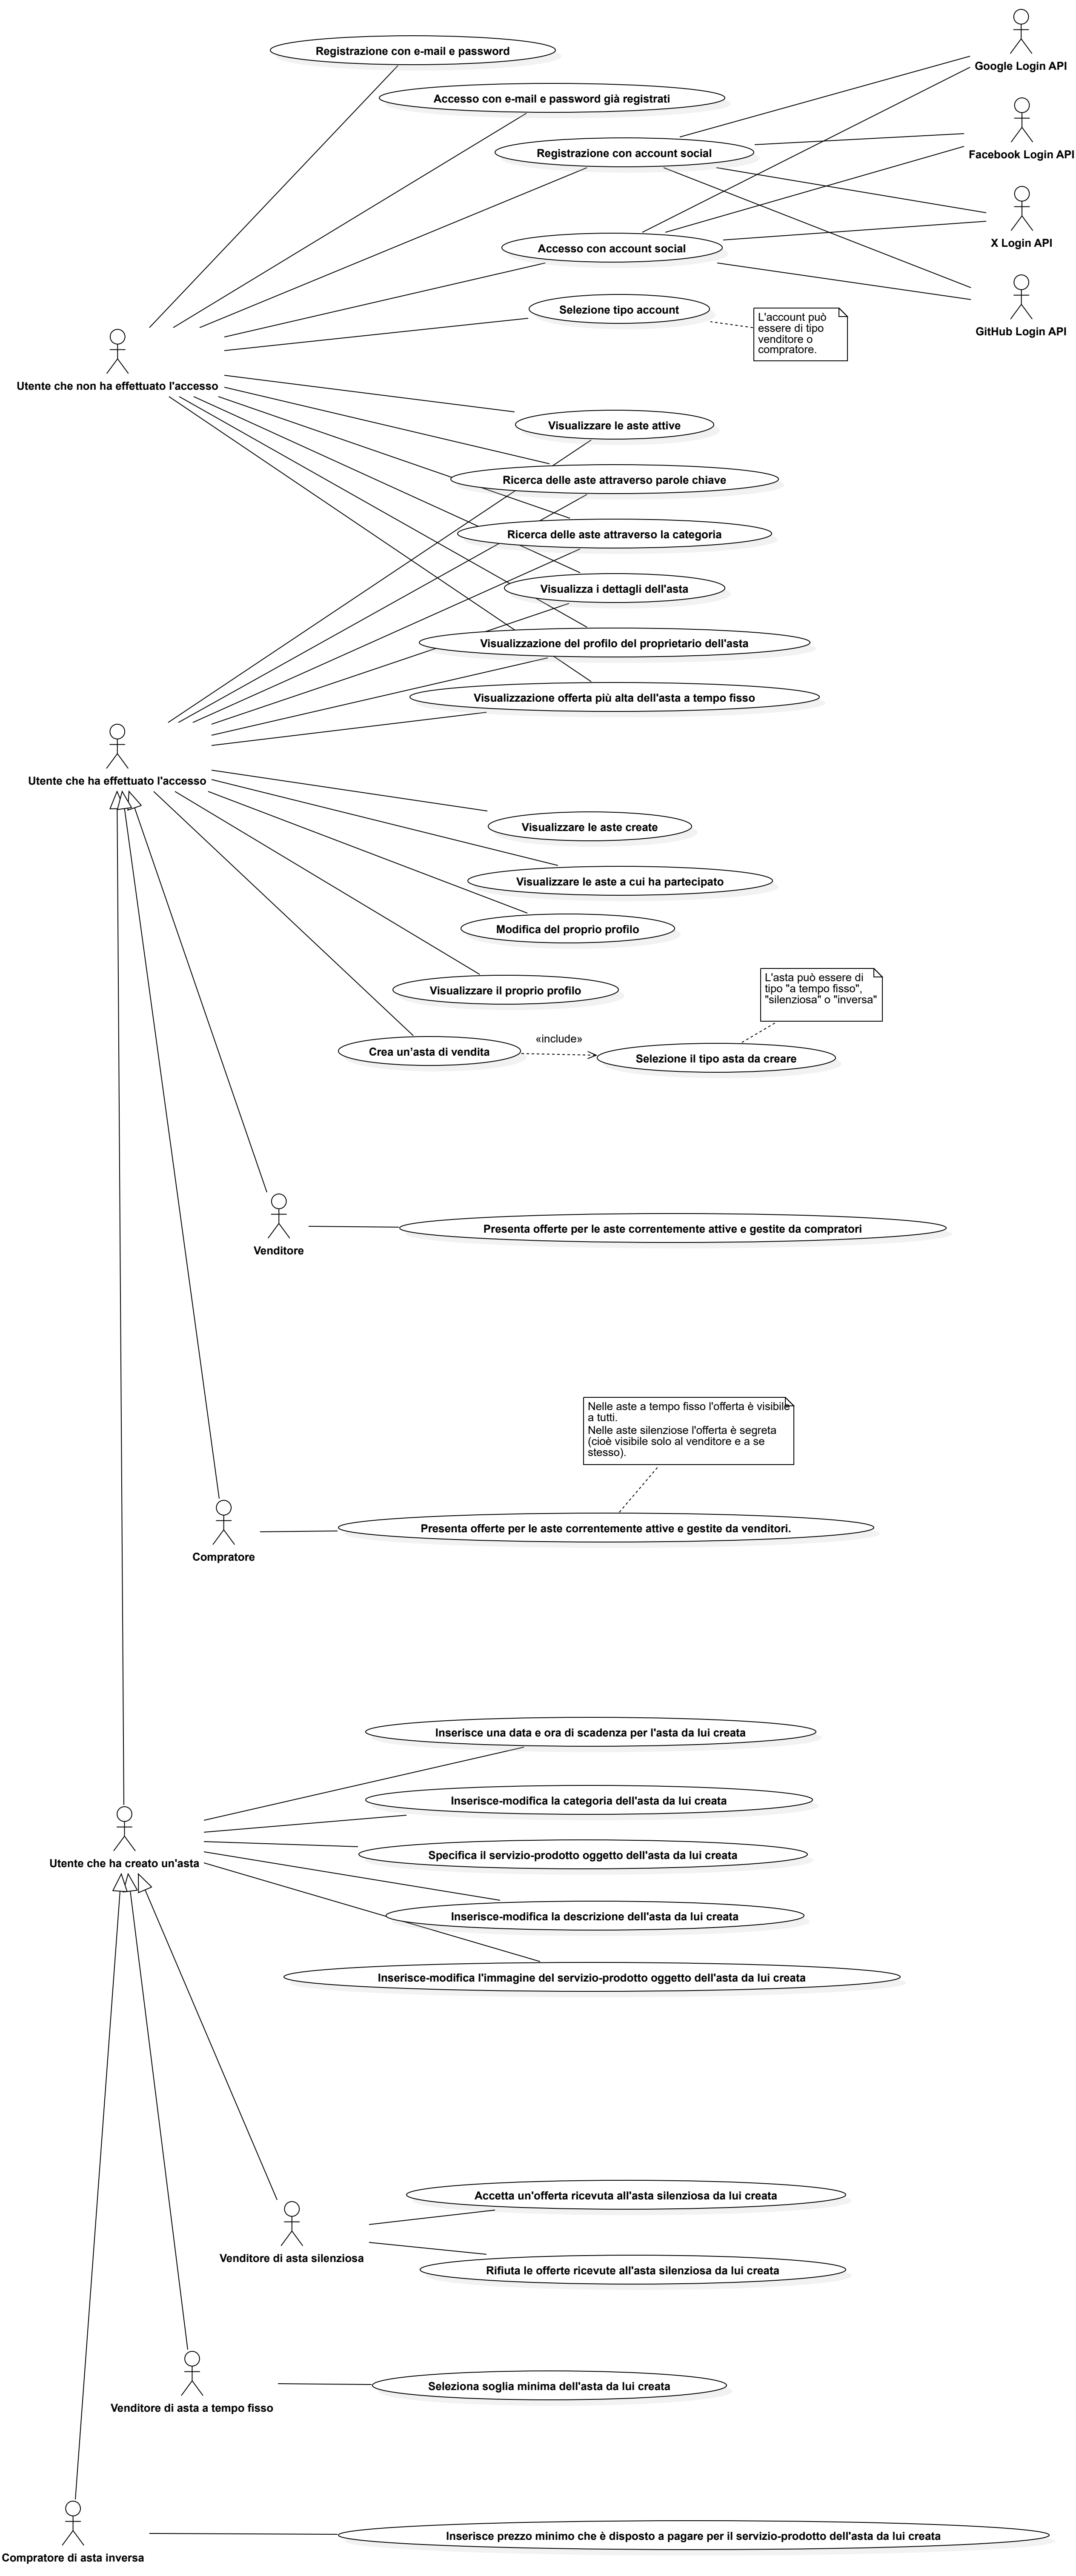 Registrazione con e-mail e password
Google Login API
Accesso con e-mail e password già registrati
Registrazione con account social
Facebook Login API
Accesso con account social
X Login API
Selezione tipo account
L'account può
essere di tipo
venditore o
compratore.
GitHub Login API
Utente che non ha effettuato l'accesso
Visualizzare le aste attive
Ricerca delle aste attraverso parole chiave
Ricerca delle aste attraverso la categoria
Visualizza i dettagli dell'asta
Visualizzazione del profilo del proprietario dell'asta
Visualizzazione offerta più alta dell'asta a tempo fisso
Utente che ha effettuato l'accesso
Visualizzare le aste create
Visualizzare le aste a cui ha partecipato
Modifica del proprio profilo
Visualizzare il proprio profilo
L'asta può essere di
tipo "a tempo fisso",
"silenziosa" o "inversa"
Crea un'asta di vendita
«include»
Selezione il tipo asta da creare
Venditore
Presenta offerte per le aste correntemente attive e gestite da compratori
Nelle aste a tempo fisso l'offerta è visibile
a tutti.
Nelle aste silenziose l'offerta è segreta
(cioè visibile solo al venditore e a se
stesso).
Compratore
Presenta offerte per le aste correntemente attive e gestite da venditori.
Inserisce una data e ora di scadenza per l'asta da lui creata
Inserisce-modifica la categoria dell'asta da lui creata
Utente che ha creato un'asta
Specifica il servizio-prodotto oggetto dell'asta da lui creata
Inserisce-modifica la descrizione dell'asta da lui creata
Inserisce-modifica l'immagine del servizio-prodotto oggetto dell'asta da lui creata
Accetta un'offerta ricevuta all'asta silenziosa da lui creata
Venditore di asta silenziosa
Rifiuta le offerte ricevute all'asta silenziosa da lui creata
Venditore di asta a tempo fisso
Seleziona soglia minima dell'asta da lui creata
Compratore di asta inversa
Inserisce prezzo minimo che è disposto a pagare per il servizio-prodotto dell'asta da lui creata